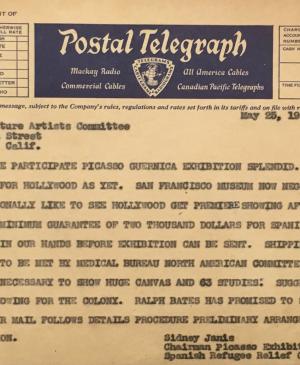 NT OF
Postal Telegraph
Mackay Radio
All America Cables
Commercial Cables
Canadian Pacific Telegraphs
message, subject to the Company's rules, regulations and rates set forth in its tariffs and on file with
May 25, 19
ture Artists Committee
Street
Calif.
E PARTICIPATE PICASSO GUERNICA EXHIBITION SPLENDID.
FOR HOLLYWOOD AS YET. SAN FRANCISCO MUSEUM NOW NEG
ONALLY LIKE TO SEE HOLLYWOOD GET PREMIERE SHOWING AF
MINIMUM GUARANTEE OF TWO THOUSAND DOLLARS FOR SPANI
IN OUR HANDS BEFORE EXHIBITION CAN BE SENT. SHIPPI
TO BE MET BY MEDICAL BUREAU NORTH AMERICAN COMMITTEE
NECESSARY TO SHOW HUGE CANVAS AND 63 STUDIES: SUGGE
OWING FOR THE COLONY. RALPH BATES HAS PROMISED TO
R MAIL FOLLOWS DETAILS PROCEDURE PRELIMINARY ARRANG
ON.
Sidney Janis
Chairman Picasso Exhibit
Spanish Refugee Relief